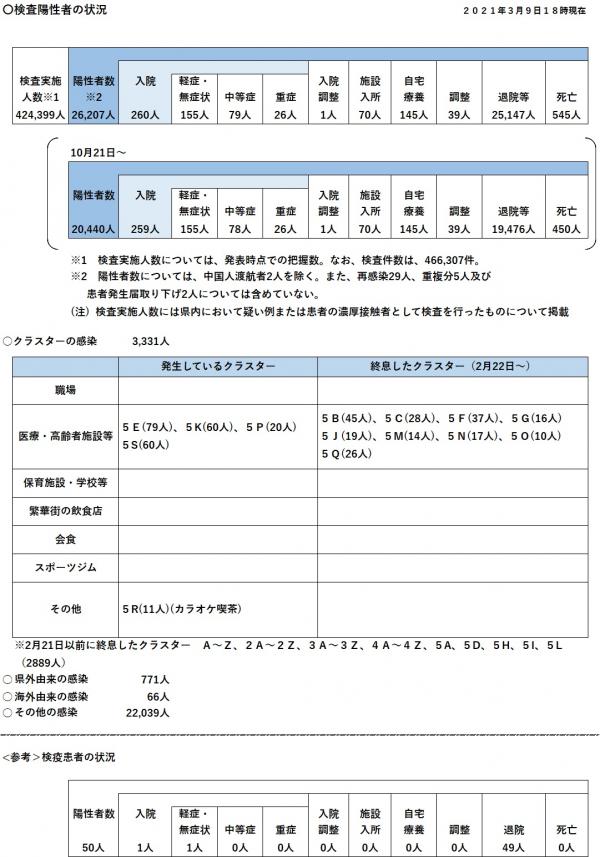 〇検査陽性者の状況
２０２１年３月９日１８時現在
検査実施人数※1 陽性者数※2 入院 軽症・無症状 中等症 重症 入院調整 施設入所 自宅療養 調整 退院等 死亡
424,399人 26,207人 260人 155人 79人 26人 1人 70人 145人 39人 25,147人 545人
10月21日～
陽性者数 入院 軽症・無症状 中等症 重症 入院調整 施設入所 自宅療養 調整 退院等 死亡
20,440人 259人 155人 78人 26人 1人 70人 145人 39人 19,476人 450人
※1　検査実施人数については、発表時点での把握数。なお、検査件数は、466,307件。
※2　陽性者数については、中国人渡航者2人を除く。また、再感染29人、重複分5人及び
患者発生届取り下げ2人については含めていない。
（注）検査実施人数には県内において疑い例または患者の濃厚接触者として検査を行ったものについて掲載
〇クラスターの感染　3,331人
発生しているクラスター 終息したクラスター（2月22日～）
職場
医療・高齢者施設等
５Ｅ(79人)、５K(60人)、５Ｐ(20人)
５S(60人)
５Ｂ(45人)、５Ｃ(28人)、５Ｆ(37人)、５Ｇ(16人)
５Ｊ(19人)、５Ｍ(14人)、５Ｎ(17人)、５Ｏ(10人)
５Ｑ(26人)
保育施設・学校等
繁華街の飲食店
会食
スポーツジム
その他 ５Ｒ(11人)(カラオケ喫茶)
※2月21日以前に終息したクラスター　Ａ～Ｚ、２Ａ～２Ｚ、３Ａ～３Ｚ、４Ａ～４Ｚ、５A、５D、５H、５I、５L
（2889人）
〇県外由来の感染　771人
〇海外由来の感染　66人
〇その他の感染　22,039人
＜参考＞検疫患者の状況
陽性者数 入院 軽症・無症状 中等症 重症 入院調整 施設入所 自宅療養 調整 退院 死亡
50人 1人 1人 0人 0人 0人 0人 0人 0人 49人 0人